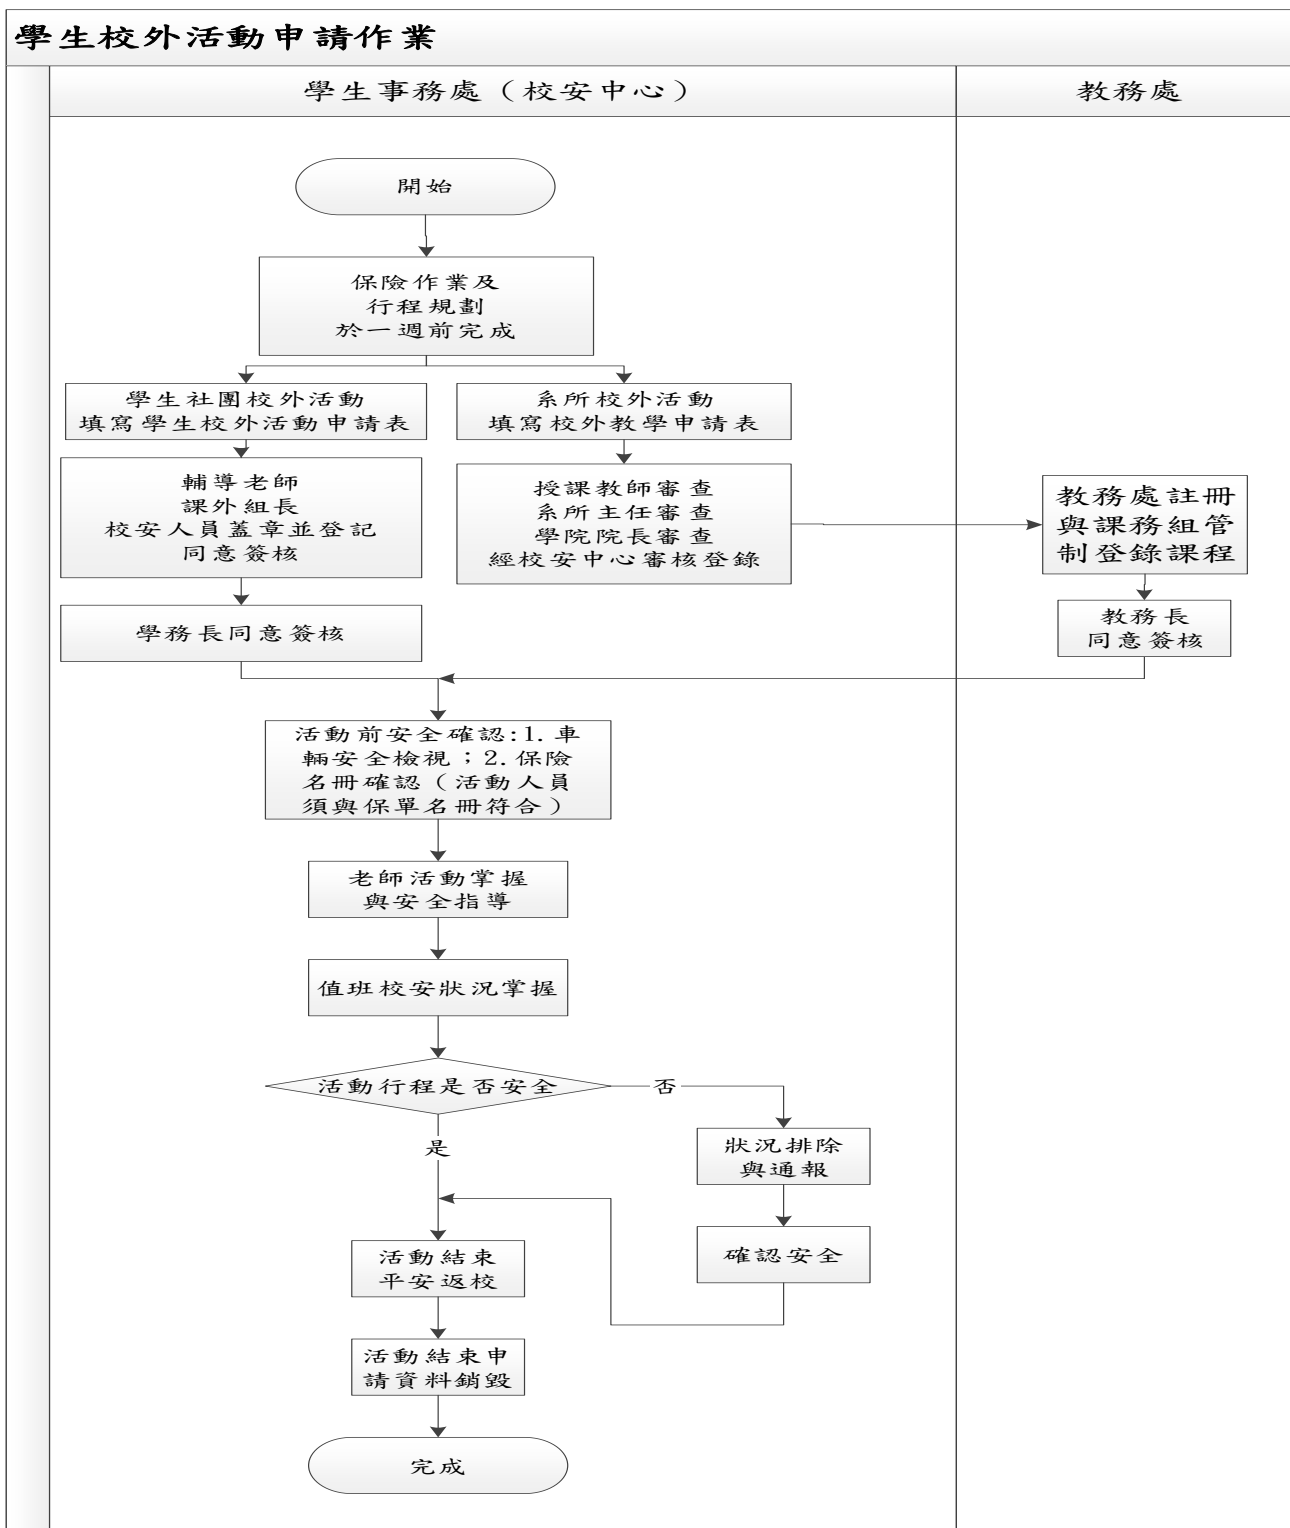 學生校外活動申請作業
學生事務處（校安中心）
教務處
開始
保險作業及
行程規劃
於一週前完成
學生社團校外活動
填寫學生校外活動申請表
系所校外活動
填寫校外教學申請表
輔導老師
課外組長
校安人員蓋章並登記
同意簽核
授課教師審查
系所主任審查
學院院長審查
經校安中心審核登錄
教務處註冊
與課務組管
制登錄課程
學務長同意簽核
教務長
同意簽核
活動前安全確認:1.車
輛安全檢視；2.保險
名冊確認（活動人員
須與保單名冊符合）
老師活動掌握
與安全指導
值班校安狀況掌握
活動行程是否安全
否
是
狀況排除
與通報
確認安全
活動結束
平安返校
活動結束申
請資料銷毀
完成